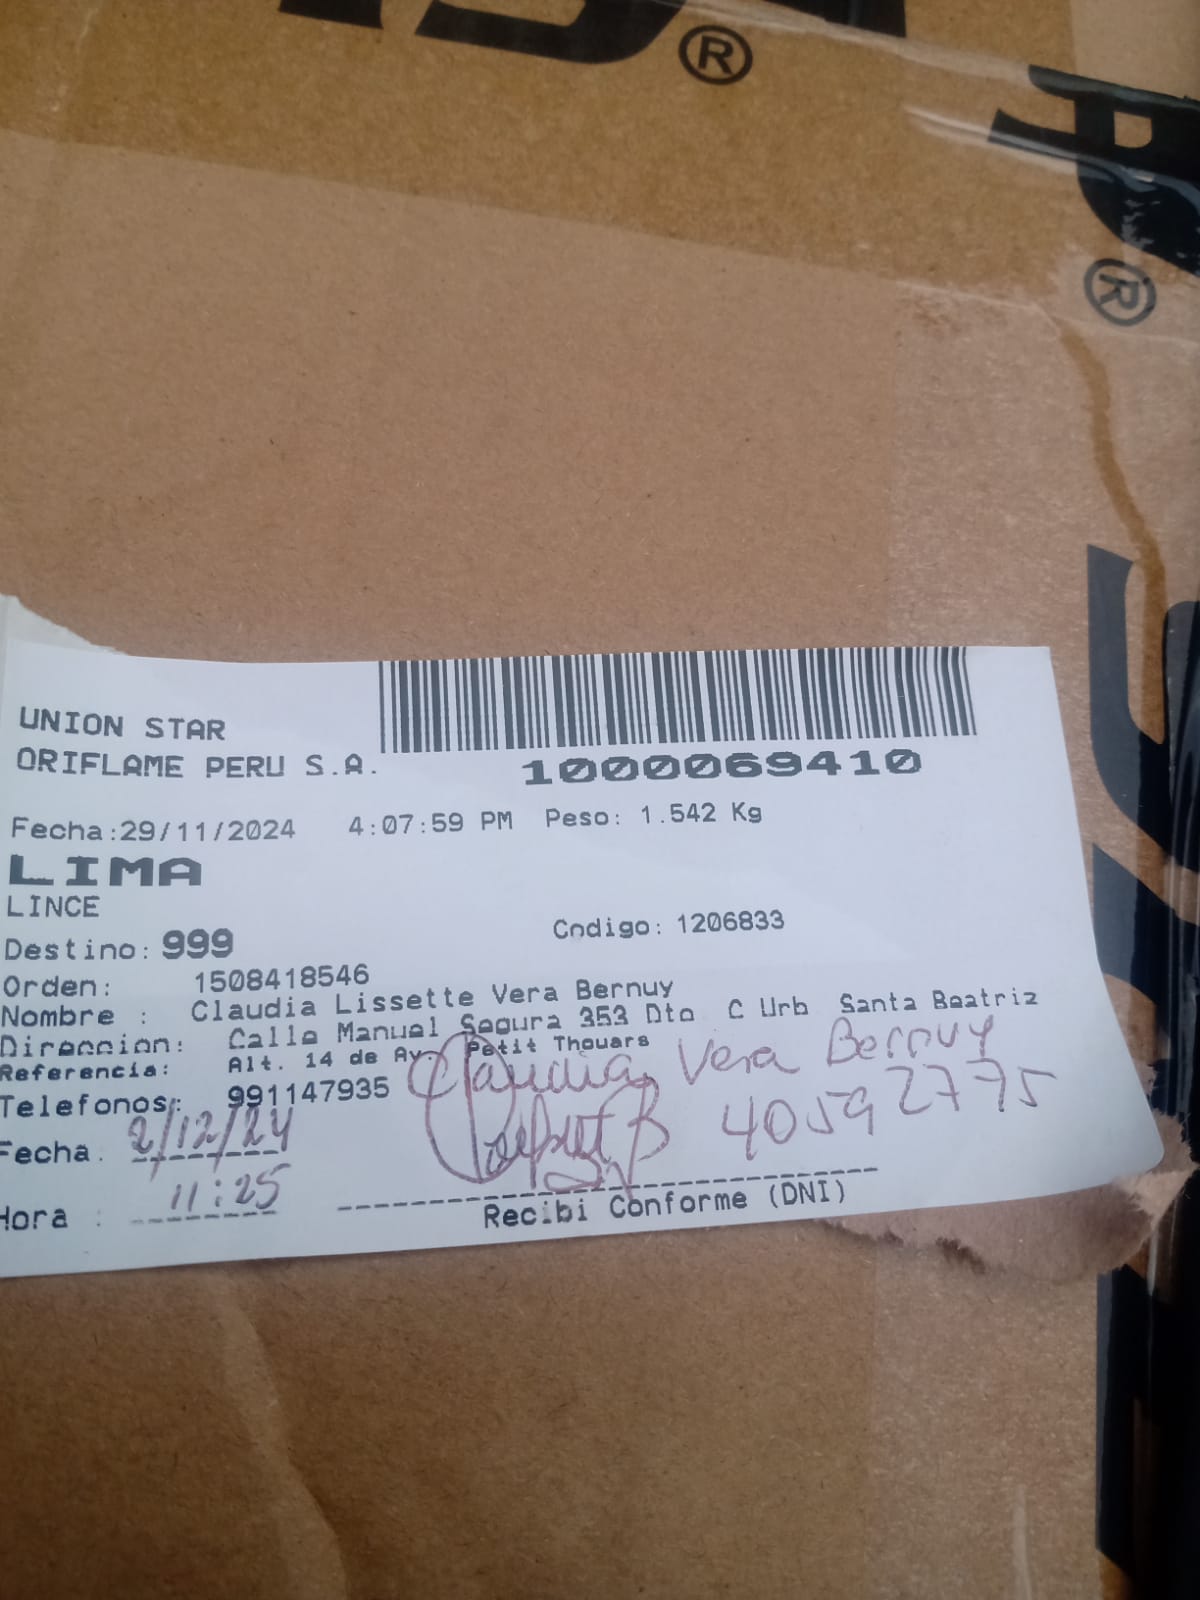 ®
®
UNION STAR
ORIFLAME PERU S.A.
1000069410
Fecha:29/11/2024 4:07:59 PM Peso: 1.542 Kg
LIMA
LINCE
Destino: 999 Codigo: 1206833
Orden: 1508418546
Nombre : Claudia Lissette Vera Bernuy
Direccion: Calle Manuel Segura 353 Dto C Urb Santa Beatriz
Referencia: Alt. 14 de Av. Petit Thouars
Telefonos: 991147935
Claudia Vera Bernuy
40592775
Fecha: 2/12/24
Hora : 11:25
Recibi Conforme (DNI)